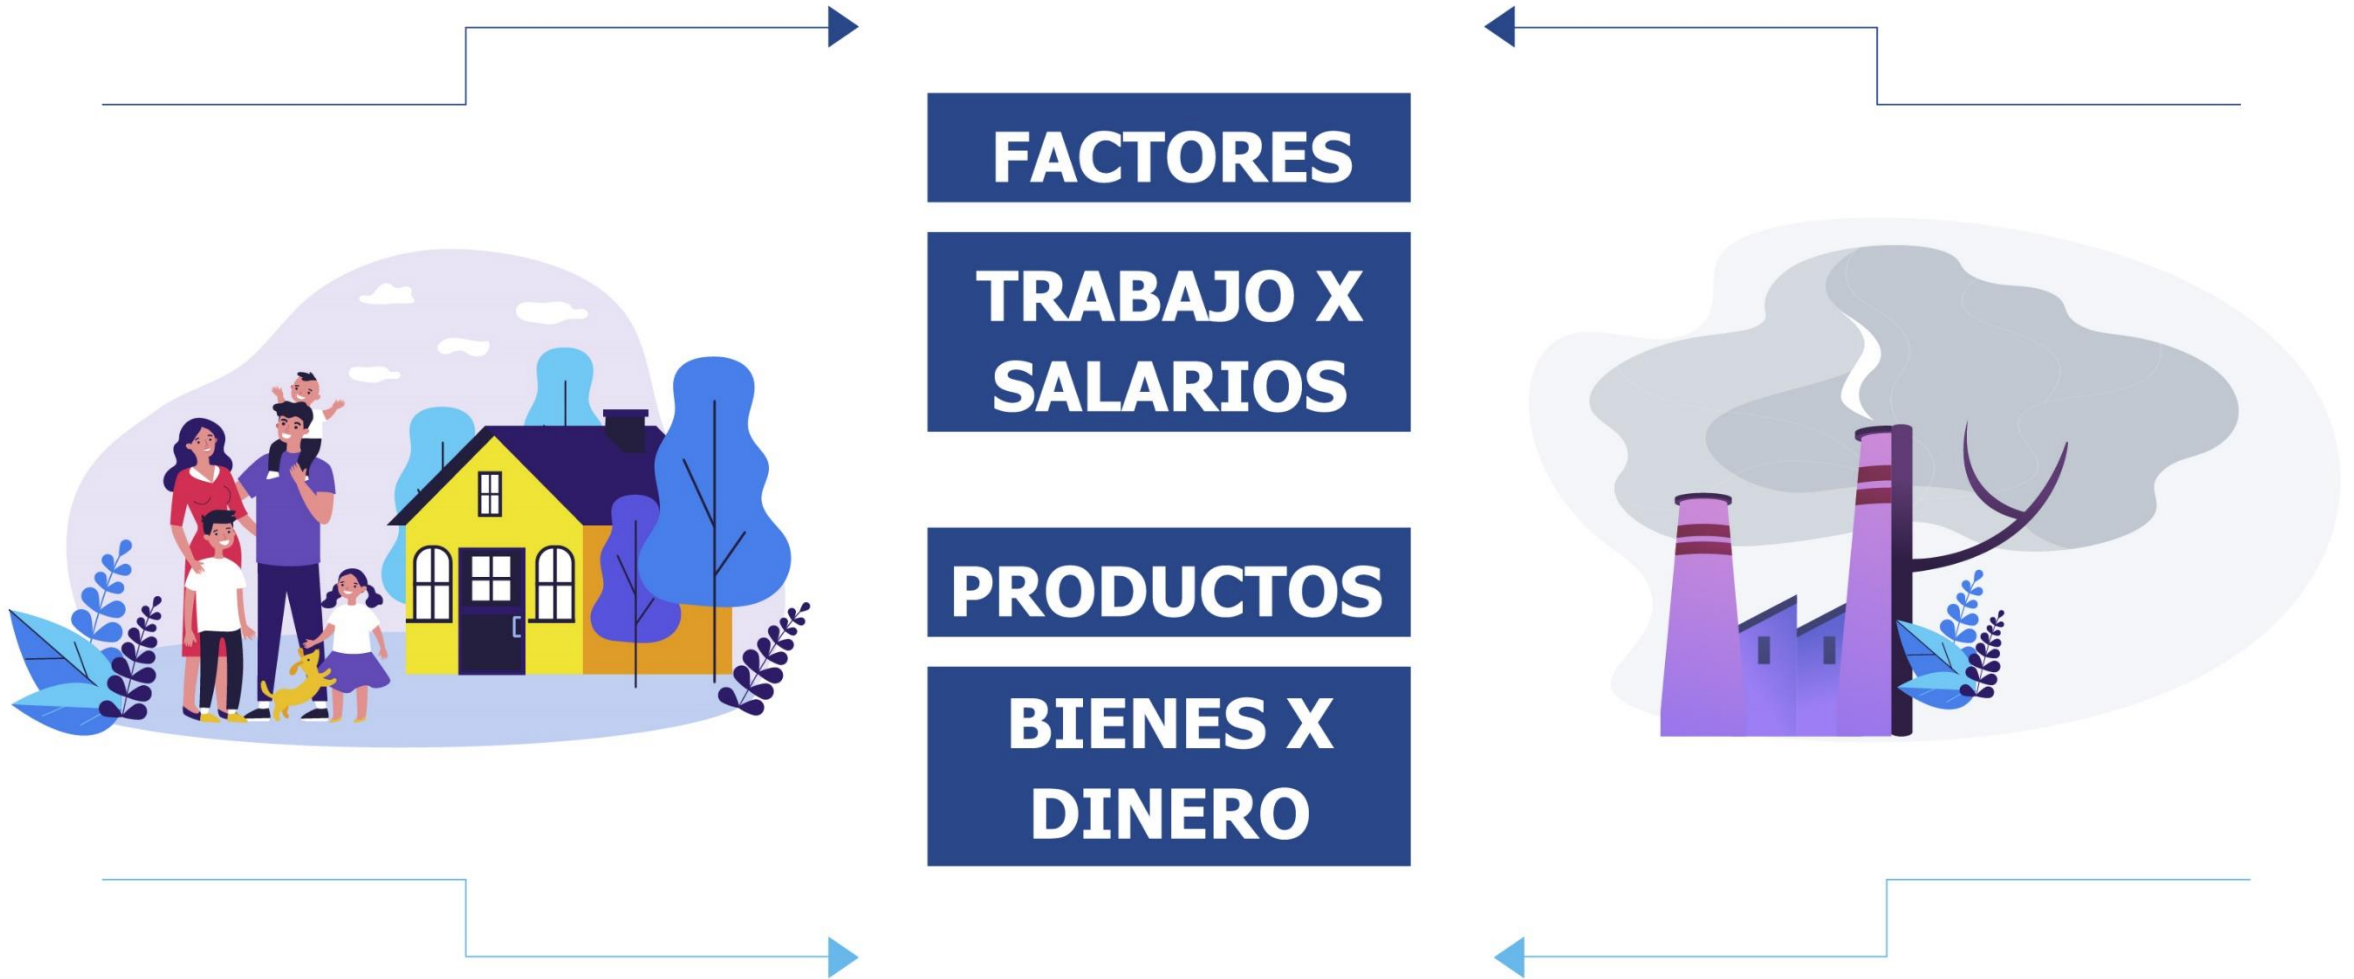 FACTORES
TRABAJO X
SALARIOS
PRODUCTOS
BIENES X
DINERO